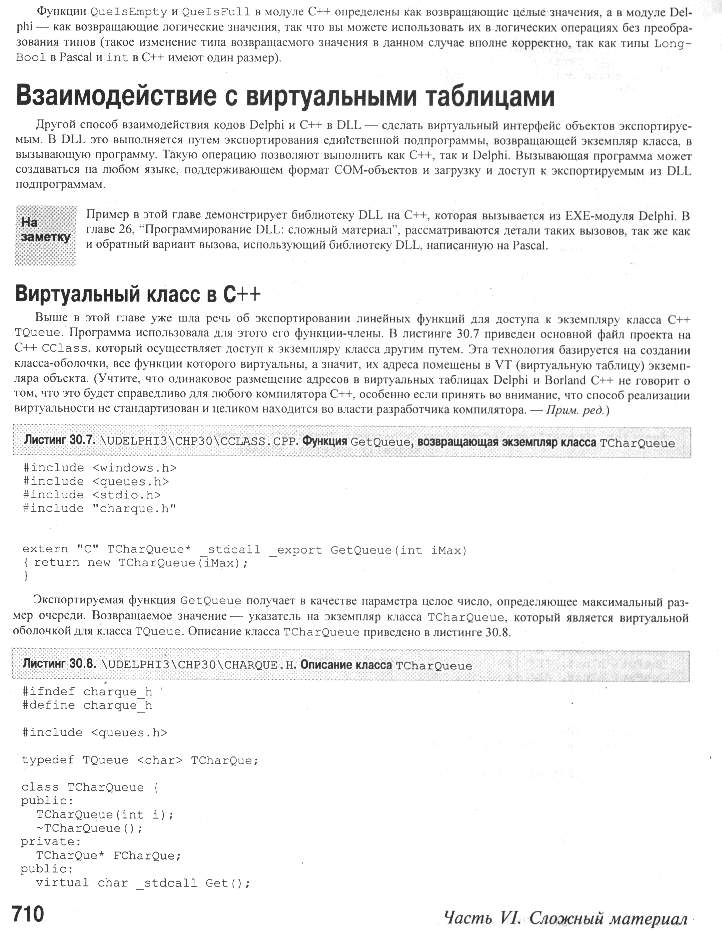 Функции QueIsEmpty и QueIsFull в модуле C++ определены как возвращающие целые значения, а в модуле Del-
phi — как возвращающие логические значения, так что вы можете использовать их в логических операциях без преобра-
зования типов (такое изменение типа возвращаемого значения в данном случае вполне корректно, так как типы Long-
Bool в Pascal и int в C++ имеют один размер).
Взаимодействие с виртуальными таблицами
Другой способ взаимодействия кодов Delphi и C++ в DLL — сделать виртуальный интерфейс объектов экспортируе-
мым. В DLL это выполняется путем экспортирования единственной подпрограммы, возвращающей экземпляр класса, в
вызывающую программу. Такую операцию позволяют выполнить как C++, так и Delphi. Вызывающая программа может
создаваться на любом языке, поддерживающем формат COM-объектов и загрузку и доступ к экспортируемым из DLL
подпрограммам.
На
заметку
Пример в этой главе демонстрирует библиотеку DLL на C++, которая вызывается из EXE-модуля Delphi. В
главе 26, “Программирование DLL: сложный материал”, рассматриваются детали таких вызовов, так же как
и обратный вариант вызова, использующий библиотеку DLL, написанную на Pascal.
Виртуальный класс в C++
Выше в этой главе уже шла речь об экспортировании линейных функций для доступа к экземпляру класса C++
TQueue. Программа использовала для этого его функции-члены. В листинге 30.7 приведен основной файл проекта на
C++ CClass, который осуществляет доступ к экземпляру класса другим путем. Эта технология базируется на создании
класса-оболочки, все функции которого виртуальны, а значит, их адреса помещены в VT (виртуальную таблицу) экземп-
ляра объекта. (Учтите, что одинаковое размещение адресов в виртуальных таблицах Delphi и Borland C++ не говорит о
том, что это будет справедливо для любого компилятора C++, особенно если принять во внимание, что способ реализации
виртуальности не стандартизован и целиком находится во власти разработчика компилятора. — Прим. ред.)
Листинг 30.7. \UDELPHI3\CHP30\CCLASS.CPP. Функция GetQueue, возвращающая экземпляр класса TCharQueue
#include <windows.h>
#include <queues.h>
#include <stdio.h>
#include "charque.h"
extern "C" TCharQueue* _stdcall _export GetQueue(int iMax)
{ return new TCharQueue(iMax);
}
Экспортируемая функция GetQueue получает в качестве параметра целое число, определяющее максимальный раз-
мер очереди. Возвращаемое значение — указатель на экземпляр класса TCharQueue, который является виртуальной
оболочкой для класса TQueue. Описание класса TCharQueue приведено в листинге 30.8.
Листинг 30.8. \UDELPHI3\CHP30\CHARQUE.H. Описание класса TCharQueue
#ifndef charque_h
#define charque_h
#include <queues.h>
typedef TQueue <char> TCharQue;
class TCharQueue {
public:
TCharQueue(int i);
~TCharQueue();
private:
TCharQue* FCharQue;
public:
virtual char _stdcall Get();
710
Часть VI. Сложный материал